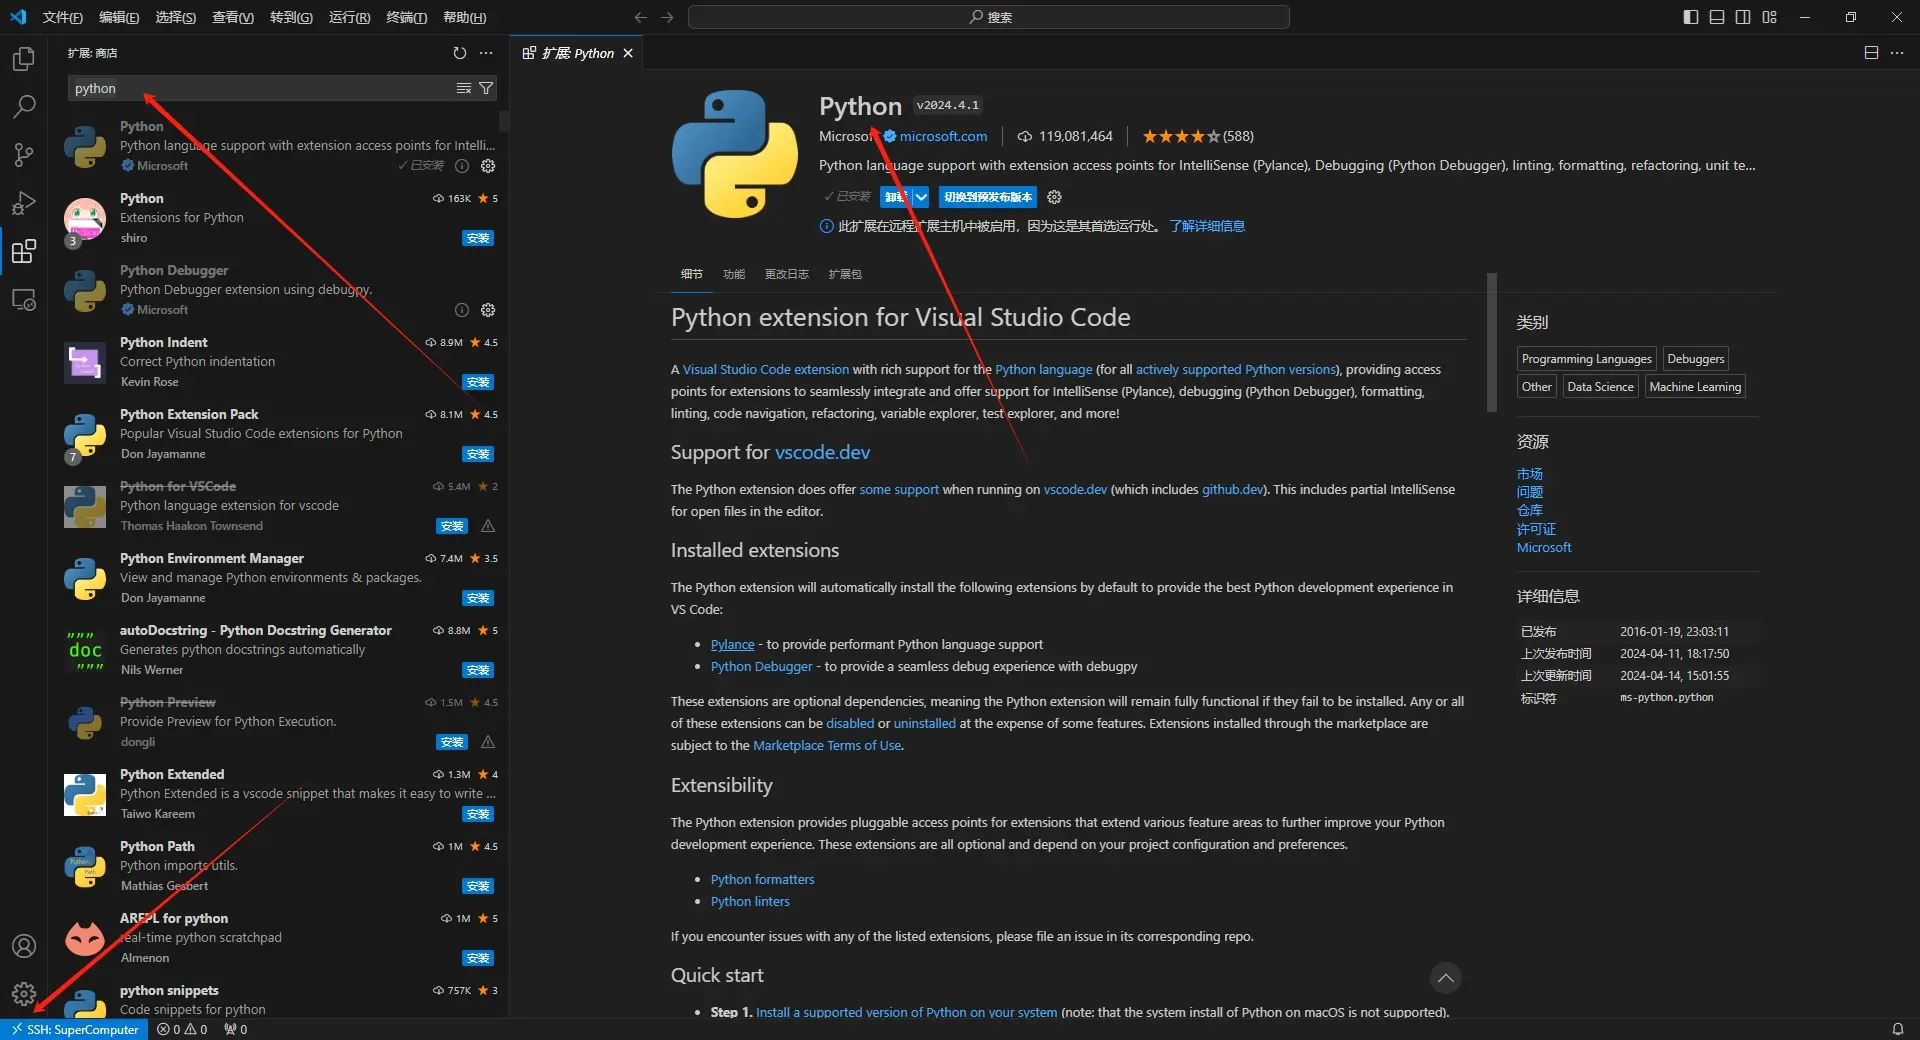 文件(F) 编辑(E) 选择(S) 查看(V) 转到(G) 运行(R) 终端(T) 帮助(H)
搜索
扩展: 商店
python
Python
Python language support with extension access points for Intelli...
Microsoft
已安装
Python
163K 5
Extensions for Python
shiro
安装
3
Python Debugger
Python Debugger extension using debugpy.
Microsoft
Python Indent
8.9M 4.5
Correct Python indentation
Kevin Rose
安装
Python Extension Pack
8.1M 4.5
Popular Visual Studio Code extensions for Python
Don Jayamanne
安装
7
Python for VSCode
5.4M 2
Python language extension for vscode
Thomas Haakon Townsend
安装
Python Environment Manager
7.4M 3.5
View and manage Python environments & packages.
Don Jayamanne
安装
autoDocstring - Python Docstring Generator
8.8M 5
Generates python docstrings automatically
Nils Werner
安装
"""
doc
"""
Python Preview
1.5M 4.5
Provide Preview for Python Execution.
dongli
安装
Python Extended
1.3M 4
Python Extended is a vscode snippet that makes it easy to write ...
Taiwo Kareem
安装
Python Path
1M 4.5
Python imports utils.
Mathias Gesbert
安装
AREPL for python
1M 5
real-time python scratchpad
Almenon
安装
python snippets
757K 3
Code snippets for python
SSH: SuperComputer
0 0 0
扩展: Python
Python v2024.4.1
Microsoft microsoft.com 119,081,464 (588)
Python language support with extension access points for IntelliSense (Pylance), Debugging (Python Debugger), linting, formatting, refactoring, unit te...
已安装 卸载 切换到预发布版本
此扩展在远程扩展主机中被启用，因为这是其首选运行处。 了解详细信息
细节 功能 更改日志 扩展包
Python extension for Visual Studio Code
A Visual Studio Code extension with rich support for the Python language (for all actively supported Python versions), providing access
points for extensions to seamlessly integrate and offer support for IntelliSense (Pylance), debugging (Python Debugger), formatting,
linting, code navigation, refactoring, variable explorer, test explorer, and more!
Support for vscode.dev
The Python extension does offer some support when running on vscode.dev (which includes github.dev). This includes partial IntelliSense
for open files in the editor.
Installed extensions
The Python extension will automatically install the following extensions by default to provide the best Python development experience in
VS Code:
• Pylance - to provide performant Python language support
• Python Debugger - to provide a seamless debug experience with debugpy
These extensions are optional dependencies, meaning the Python extension will remain fully functional if they fail to be installed. Any or all
of these extensions can be disabled or uninstalled at the expense of some features. Extensions installed through the marketplace are
subject to the Marketplace Terms of Use.
Extensibility
The Python extension provides pluggable access points for extensions that extend various feature areas to further improve your Python
development experience. These extensions are all optional and depend on your project configuration and preferences.
• Python formatters
• Python linters
If you encounter issues with any of the listed extensions, please file an issue in its corresponding repo.
Quick start
• Step 1. Install a supported version of Python on your system (note: that the system install of Python on macOS is not supported).
类别
Programming Languages Debuggers
Other Data Science Machine Learning
资源
市场
问题
仓库
许可证
Microsoft
详细信息
已发布 2016-01-19, 23:03:11
上次发布时间 2024-04-11, 18:17:50
上次更新时间 2024-04-14, 15:01:55
标识符 ms-python.python